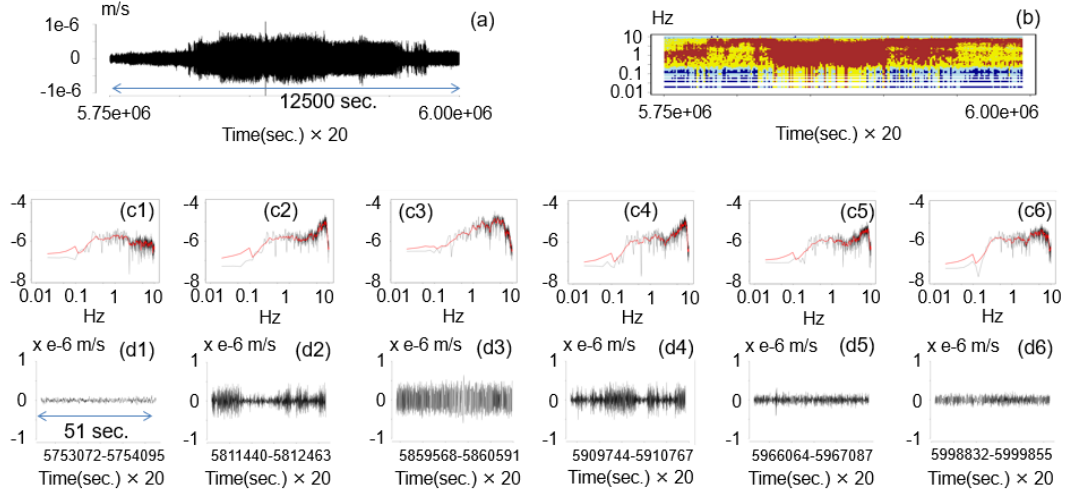 m/s
(a)
1e-6
0
-1e-6
12500 sec.
5.75e+06
6.00e+06
Time(sec.) × 20
Hz
(b)
10
1
0.1
0.01
5.75e+06
6.00e+06
Time(sec.) × 20
-4
-6
-8
(c1)
0.01 0.1 1 10
Hz
-4
-6
-8
(c2)
0.01 0.1 1 10
Hz
-4
-6
-8
(c3)
0.01 0.1 1 10
Hz
-4
-6
-8
(c4)
0.01 0.1 1 10
Hz
-4
-6
-8
(c5)
0.01 0.1 1 10
Hz
-4
-6
-8
(c6)
0.01 0.1 1 10
Hz
x e-6 m/s (d1)
1
0
-1
51 sec.
5753072-5754095
Time(sec.) × 20
x e-6 m/s (d2)
1
0
-1
5811440-5812463
Time(sec.) × 20
x e-6 m/s (d3)
1
0
-1
5859568-5860591
Time(sec.) × 20
x e-6 m/s (d4)
1
0
-1
5909744-5910767
Time(sec.) × 20
x e-6 m/s (d5)
1
0
-1
5966064-5967087
Time(sec.) × 20
x e-6 m/s (d6)
1
0
-1
5998832-5999855
Time(sec.) × 20